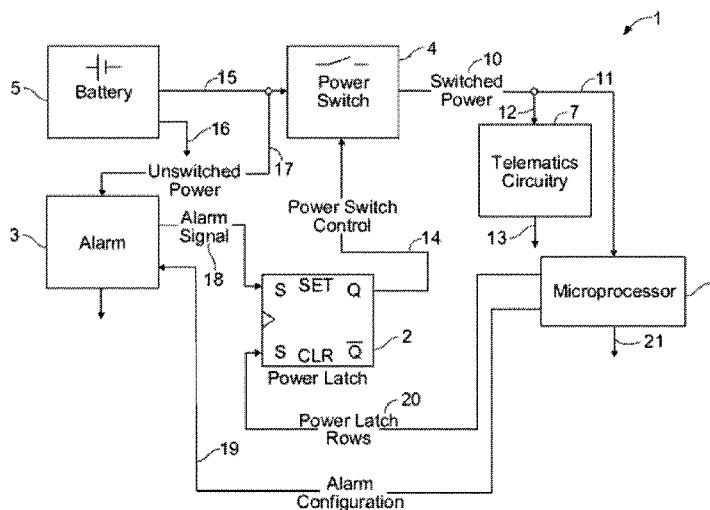 1
4
10
5
Battery
15
Power
Switch
Switched
Power
11
16
12
7
Unswitched
Power
17
Telematics
Circuitry
3
Alarm
Alarm
Signal
18
Power Switch
Control
14
13
S SET Q
S CLR Q̅
2
Power Latch
Microprocessor
21
20
Power Latch
Rows
19
Alarm
Configuration